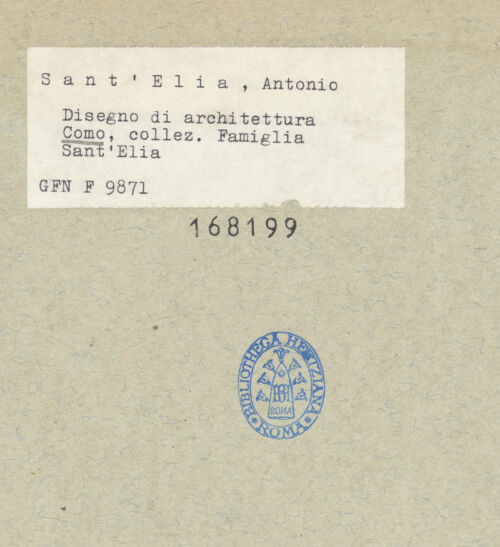 Sant'Elia, Antonio
Disegno di architettura
Como, collez. Famiglia
Sant'Elia
GFN F 9871
168199
BIBLIOTHECA HERTZIANA
ROMA
ROMA